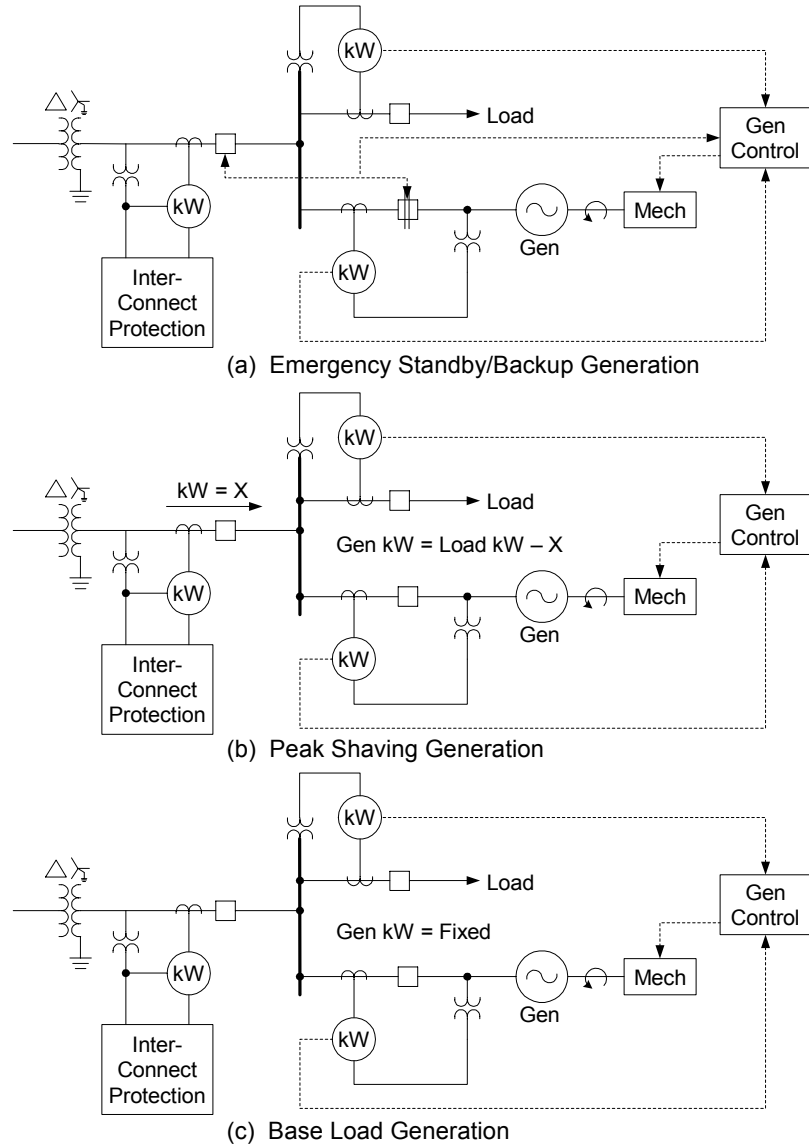 kW
Load
Gen
Control
kW
Mech
Gen
kW
Inter-
Connect
Protection
(a) Emergency Standby/Backup Generation
kW
kW = X
Load
Gen
Control
Gen kW = Load kW – X
kW
Mech
Gen
kW
Inter-
Connect
Protection
(b) Peak Shaving Generation
kW
Load
Gen
Control
Gen kW = Fixed
kW
Mech
Gen
kW
Inter-
Connect
Protection
(c) Base Load Generation